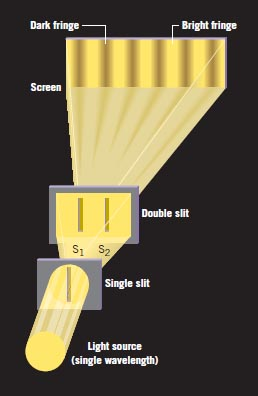 Dark fringe
Bright fringe
Screen
Double slit
S1 S2
Single slit
Light source
(single wavelength)